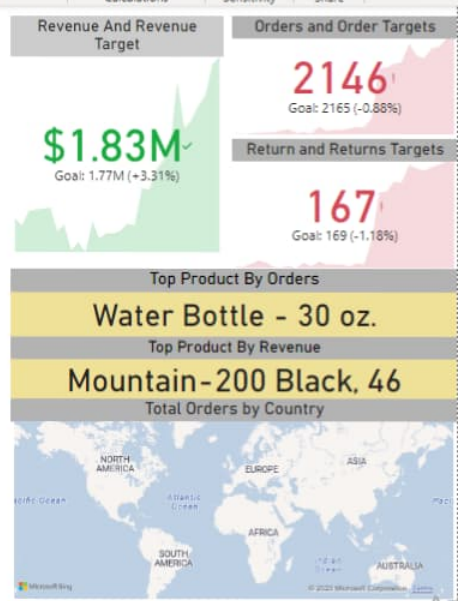 Revenue And Revenue
Target
$1.83M
Goal: 1.77M (+3.31%)
Orders and Order Targets
2146!
Goal: 2165 (-0.88%)
Return and Returns Targets
167!
Goal: 169 (-1.18%)
Top Product By Orders
Water Bottle - 30 oz.
Top Product By Revenue
Mountain-200 Black, 46
Total Orders by Country
NORTH
AMERICA
EUROPE
ASIA
Atlantic
Ocean
AFRICA
SOUTH
AMERICA
AUSTRALIA
Microsoft Bing
© 2023 Microsoft Corporation